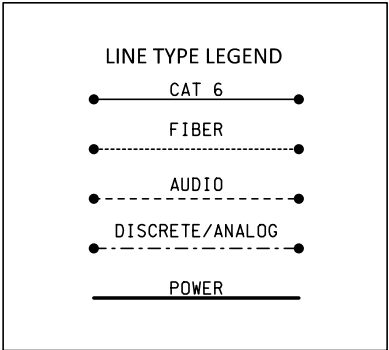 LINE TYPE LEGEND
CAT 6
FIBER
AUDIO
DISCRETE/ANALOG
POWER